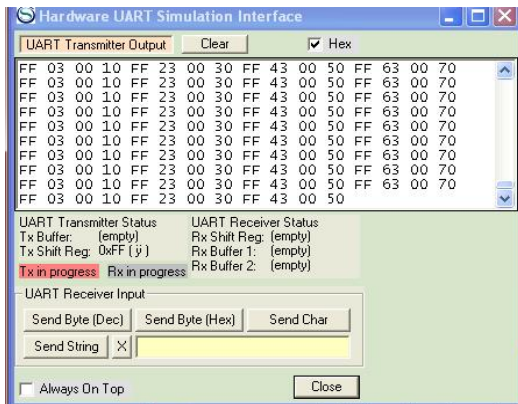 Hardware UART Simulation Interface
UART Transmitter Output Clear Hex
FF 03 00 10 FF 23 00 30 FF 43 00 50 FF 63 00 70
FF 03 00 10 FF 23 00 30 FF 43 00 50 FF 63 00 70
FF 03 00 10 FF 23 00 30 FF 43 00 50 FF 63 00 70
FF 03 00 10 FF 23 00 30 FF 43 00 50 FF 63 00 70
FF 03 00 10 FF 23 00 30 FF 43 00 50 FF 63 00 70
FF 03 00 10 FF 23 00 30 FF 43 00 50 FF 63 00 70
FF 03 00 10 FF 23 00 30 FF 43 00 50 FF 63 00 70
FF 03 00 10 FF 23 00 30 FF 43 00 50 FF 63 00 70
FF 03 00 10 FF 23 00 30 FF 43 00 50 FF 63 00 70
FF 03 00 10 FF 23 00 30 FF 43 00 50
UART Transmitter Status UART Receiver Status
Tx Buffer: (empty) Rx Shift Reg: (empty)
Tx Shift Reg: 0xFF ( ÿ ) Rx Buffer 1: (empty)
Tx in progress Rx in progress Rx Buffer 2: (empty)
UART Receiver Input
Send Byte (Dec) Send Byte (Hex) Send Char
Send String X
Always On Top Close